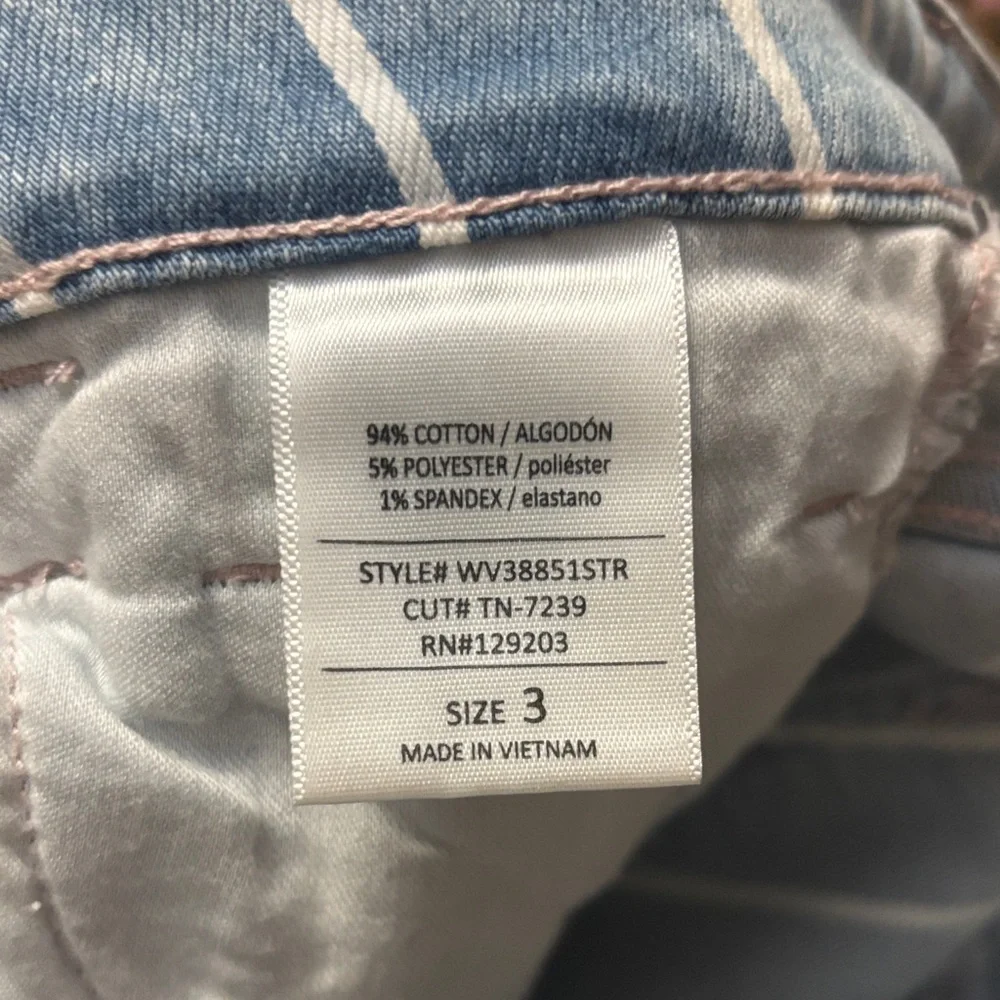 94% COTTON / ALGODÓN
5% POLYESTER / poliéster
1% SPANDEX / elastano
STYLE# WV38851STR
CUT# TN-7239
RN#129203
SIZE 3
MADE IN VIETNAM